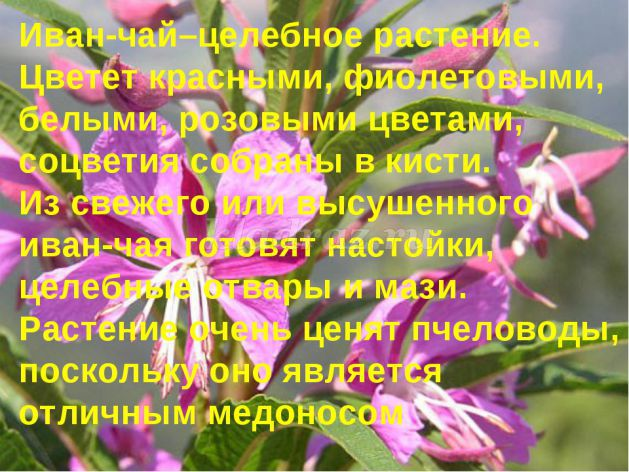 Иван-чай–целебное растение.
Цветет красными, фиолетовыми,
белыми, розовыми цветами,
соцветия собраны в кисти.
Из свежего или высушенного
иван-чая готовят настойки,
целебные отвары и мази.
Растение очень ценят пчеловоды,
поскольку оно является
отличным медоносом